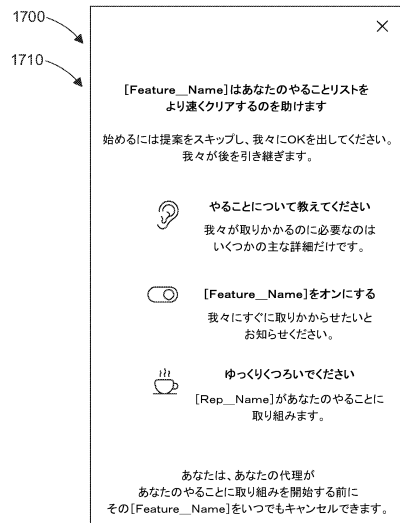 1700
1710
[Feature__Name]はあなたのやることリストを
より速くクリアするのを助けます
始めるには提案をスキップし、我々にOKを出してください。
我々が後を引き継ぎます。
やることについて教えてください
我々が取りかかるのに必要なのは
いくつかの主な詳細だけです。
[Feature__Name]をオンにする
我々にすぐに取りかからせたいと
お知らせください。
ゆっくりくつろいでください
[Rep__Name]があなたのやることに
取り組みます。
あなたは、あなたの代理が
あなたのやることに取り組みを開始する前に
その[Feature__Name]をいつでもキャンセルできます。